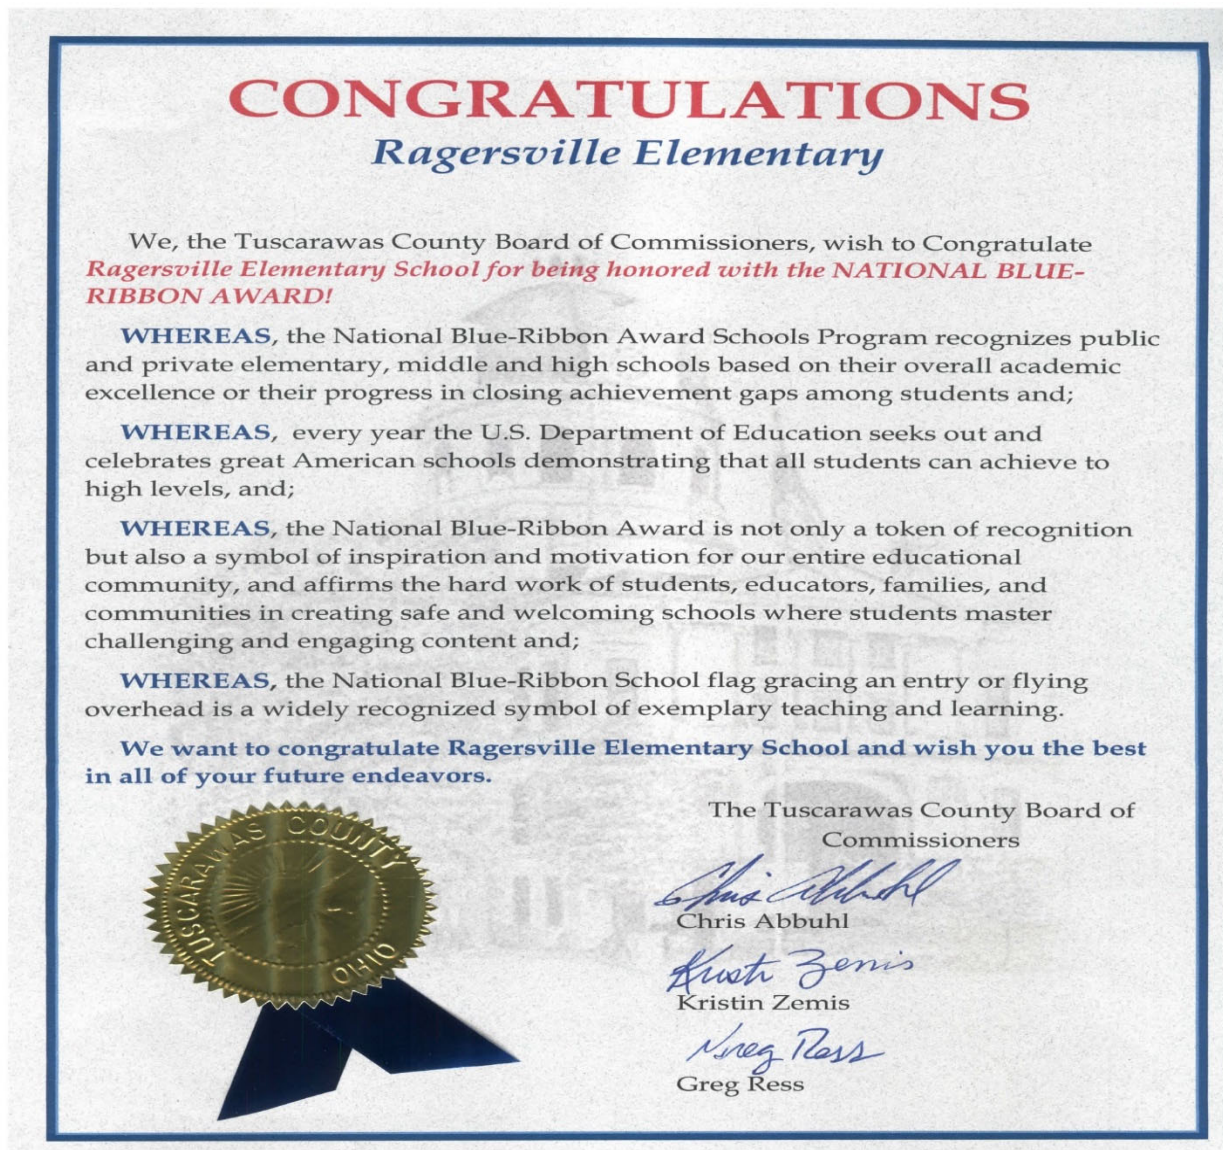 CONGRATULATIONS
Ragersville Elementary
We, the Tuscarawas County Board of Commissioners, wish to Congratulate
Ragersville Elementary School for being honored with the NATIONAL BLUE-
RIBBON AWARD!
WHEREAS, the National Blue-Ribbon Award Schools Program recognizes public
and private elementary, middle and high schools based on their overall academic
excellence or their progress in closing achievement gaps among students and;
WHEREAS, every year the U.S. Department of Education seeks out and
celebrates great American schools demonstrating that all students can achieve to
high levels, and;
WHEREAS, the National Blue-Ribbon Award is not only a token of recognition
but also a symbol of inspiration and motivation for our entire educational
community, and affirms the hard work of students, educators, families, and
communities in creating safe and welcoming schools where students master
challenging and engaging content and;
WHEREAS, the National Blue-Ribbon School flag gracing an entry or flying
overhead is a widely recognized symbol of exemplary teaching and learning.
We want to congratulate Ragersville Elementary School and wish you the best
in all of your future endeavors.
The Tuscarawas County Board of
Commissioners
Chris Abbuhl
Chris Abbuhl
Kristi Zemis
Kristin Zemis
Greg Ress
Greg Ress
TUSCARAWAS COUNTY
OHIO